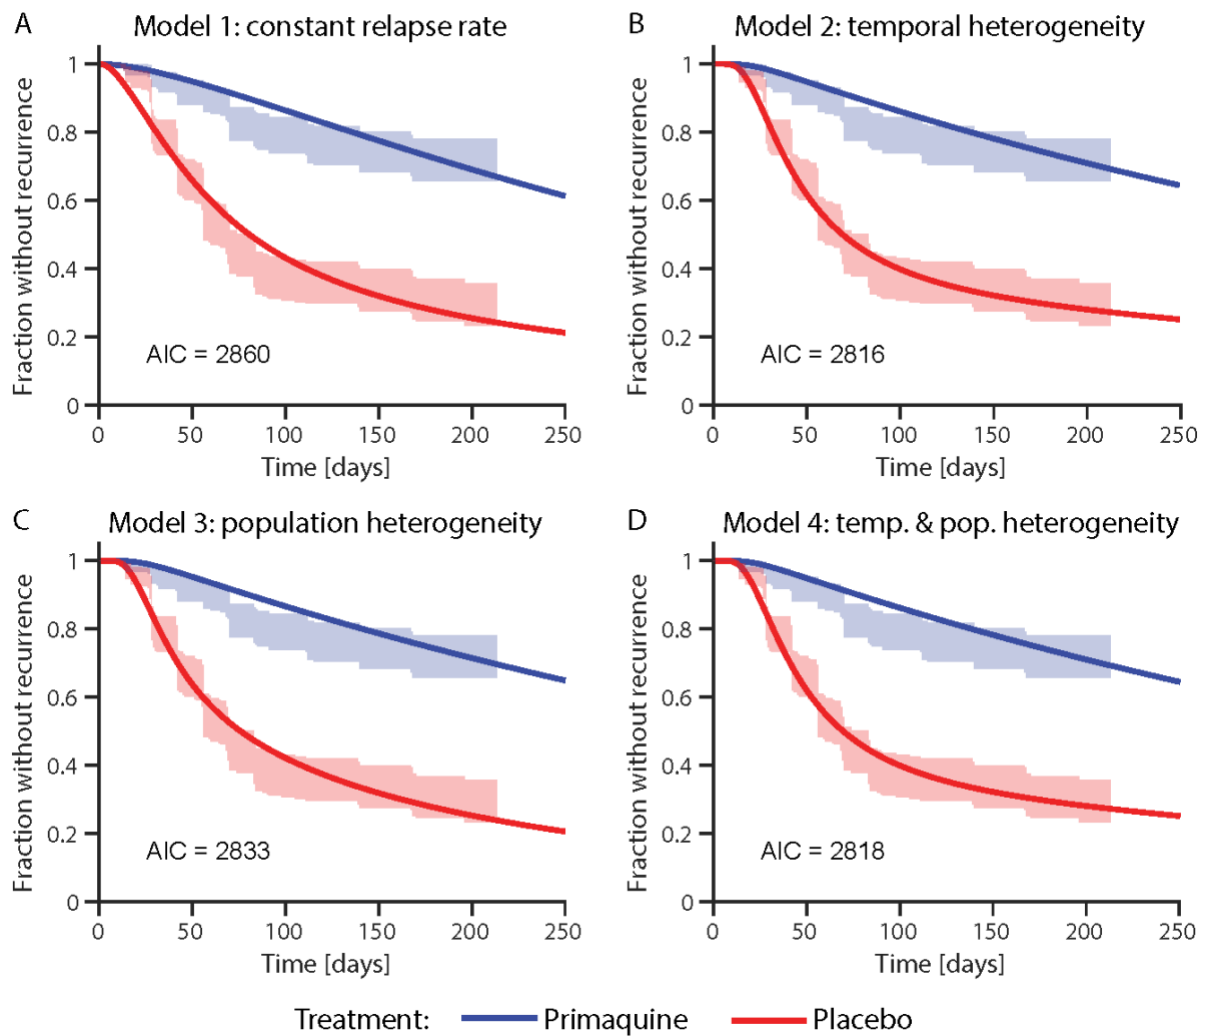 A Model 1: constant relapse rate
Fraction without recurrence
1
0.8
0.6
0.4
0.2
0
AIC = 2860
0 50 100 150 200 250
Time [days]
B Model 2: temporal heterogeneity
Fraction without recurrence
1
0.8
0.6
0.4
0.2
0
AIC = 2816
0 50 100 150 200 250
Time [days]
C Model 3: population heterogeneity
Fraction without recurrence
1
0.8
0.6
0.4
0.2
0
AIC = 2833
0 50 100 150 200 250
Time [days]
D Model 4: temp. & pop. heterogeneity
Fraction without recurrence
1
0.8
0.6
0.4
0.2
0
AIC = 2818
0 50 100 150 200 250
Time [days]
Treatment: Primaquine Placebo